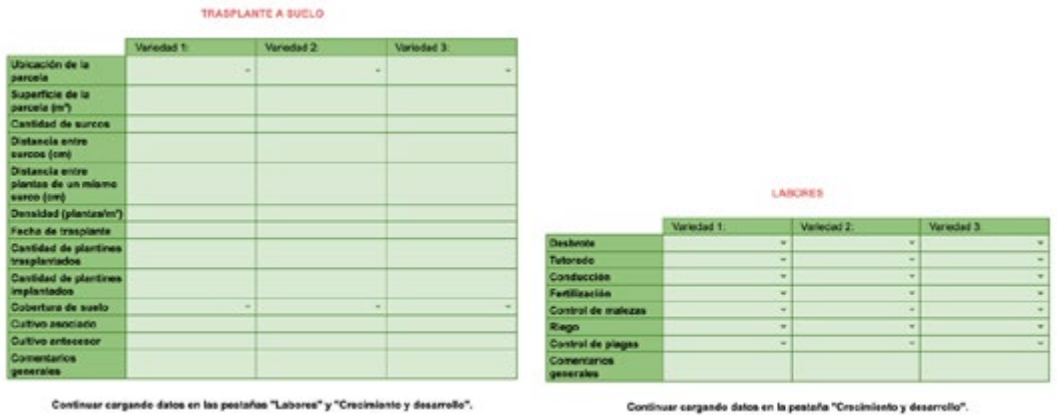 TRASPLANTE A SUELO
Variedad 1: Variedad 2: Variedad 3:
Ubicación de la
parcela
Superficie de la
parcela (m²)
Cantidad de surcos
Distancia entre
surcos (cm)
Distancia entre
plantas de un mismo
surco (cm)
Densidad (plantas/m²)
Fecha de trasplante
Cantidad de plantines
trasplantados
Cantidad de plantines
implantados
Cobertura de suelo
Cultivo asociado
Cultivo antecesor
Comentarios
generales
Continuar cargando datos en las pestañas "Labores" y "Crecimiento y desarrollo".
LABORES
Variedad 1: Variedad 2: Variedad 3:
Desbrote
Tutorado
Conducción
Fertilización
Control de malezas
Riego
Control de plagas
Comentarios
generales
Continuar cargando datos en la pestaña "Crecimiento y desarrollo".